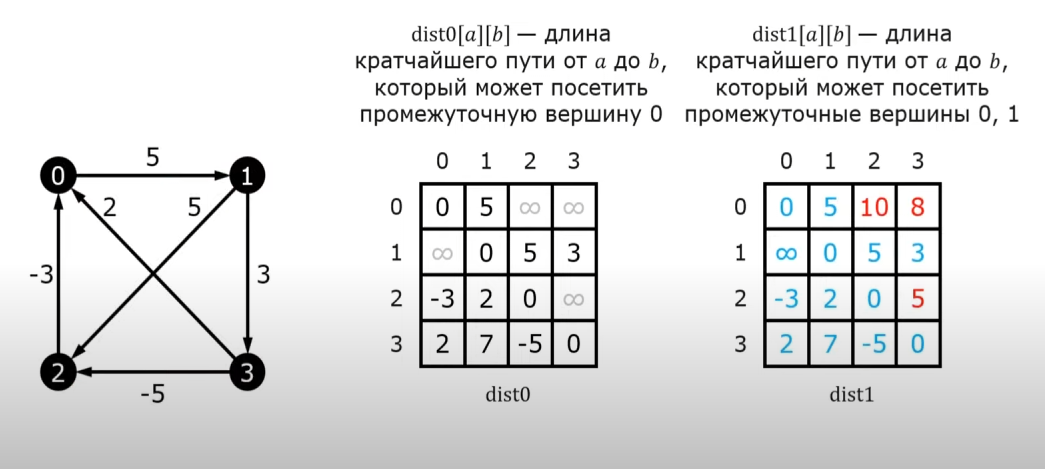 dist0[a][b] — длина
кратчайшего пути от a до b,
который может посетить
промежуточную вершину 0
dist1[a][b] — длина
кратчайшего пути от a до b,
который может посетить
промежуточные вершины 0, 1
5
0
1
2
5
-3
3
2
3
-5
0 1 2 3
0 0 5 ∞ ∞
1 ∞ 0 5 3
2 -3 2 0 ∞
3 2 7 -5 0
dist0
0 1 2 3
0 0 5 10 8
1 ∞ 0 5 3
2 -3 2 0 5
3 2 7 -5 0
dist1